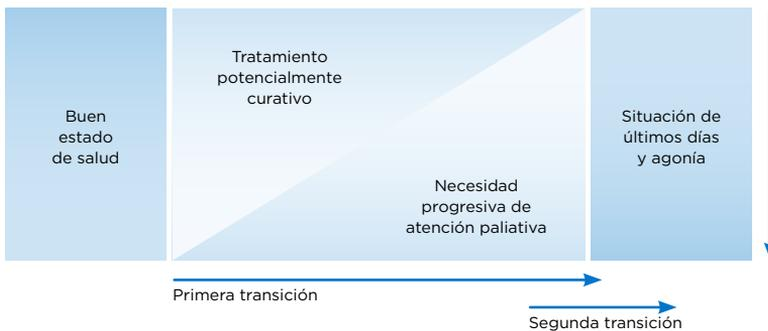 Buen
estado
de salud
Tratamiento
potencialmente
curativo
Necesidad
progresiva de
atención paliativa
Situación de
últimos días
y agonía
Primera transición
Segunda transición